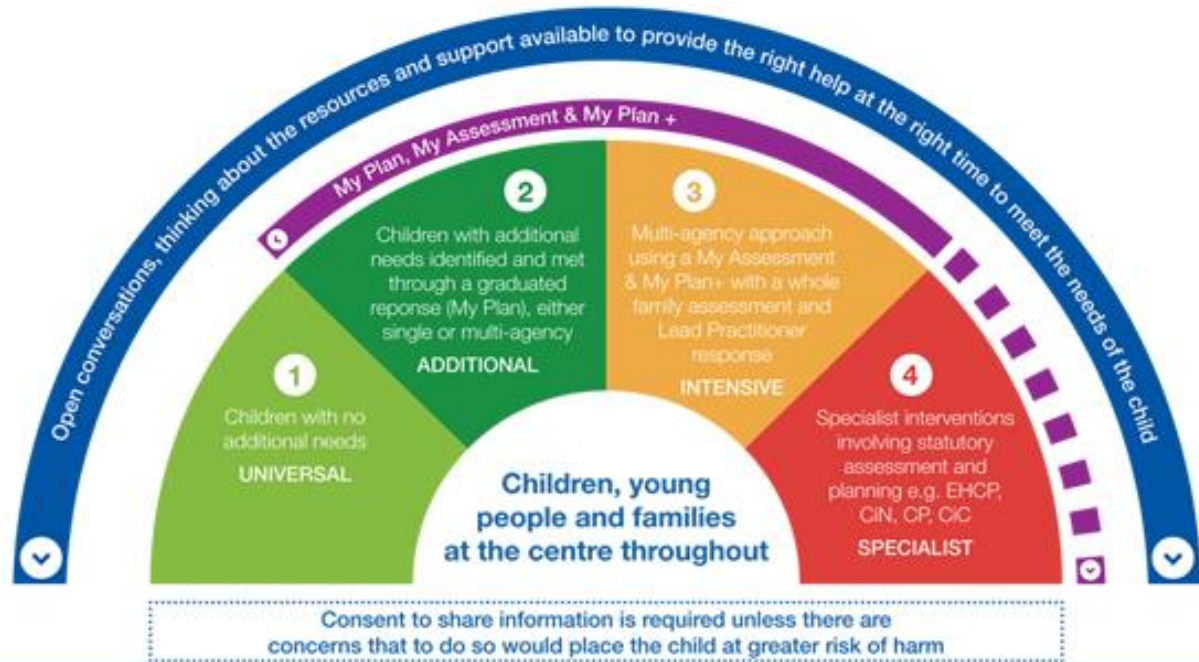 Open conversations, thinking about the resources and support available to provide the right help at the right time to meet the needs of the child
My Plan, My Assessment & My Plan +
1
Children with no
additional needs
UNIVERSAL
2
Children with additional
needs identified and met
through a graduated
reponse (My Plan), either
single or multi-agency
ADDITIONAL
3
Multi-agency approach
using a My Assessment
& My Plan+ with a whole
family assessment and
Lead Practitioner
response
INTENSIVE
4
Specialist interventions
involving statutory
assessment and
planning e.g. EHCP,
CiN, CP, CiC
SPECIALIST
Children, young
people and families
at the centre throughout
Consent to share information is required unless there are
concerns that to do so would place the child at greater risk of harm